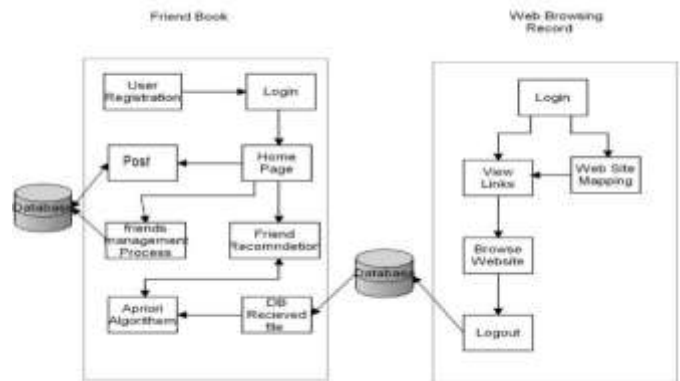 Friend Book
Web Browsing
Record
User
Registration
Login
Post
Home
Page
Database
friends
management
Process
Friend
Recomndetion
Apriori
Algoritham
DB
Recieved
file
Database
Login
View
Links
Web Site
Mapping
Browse
Website
Logout